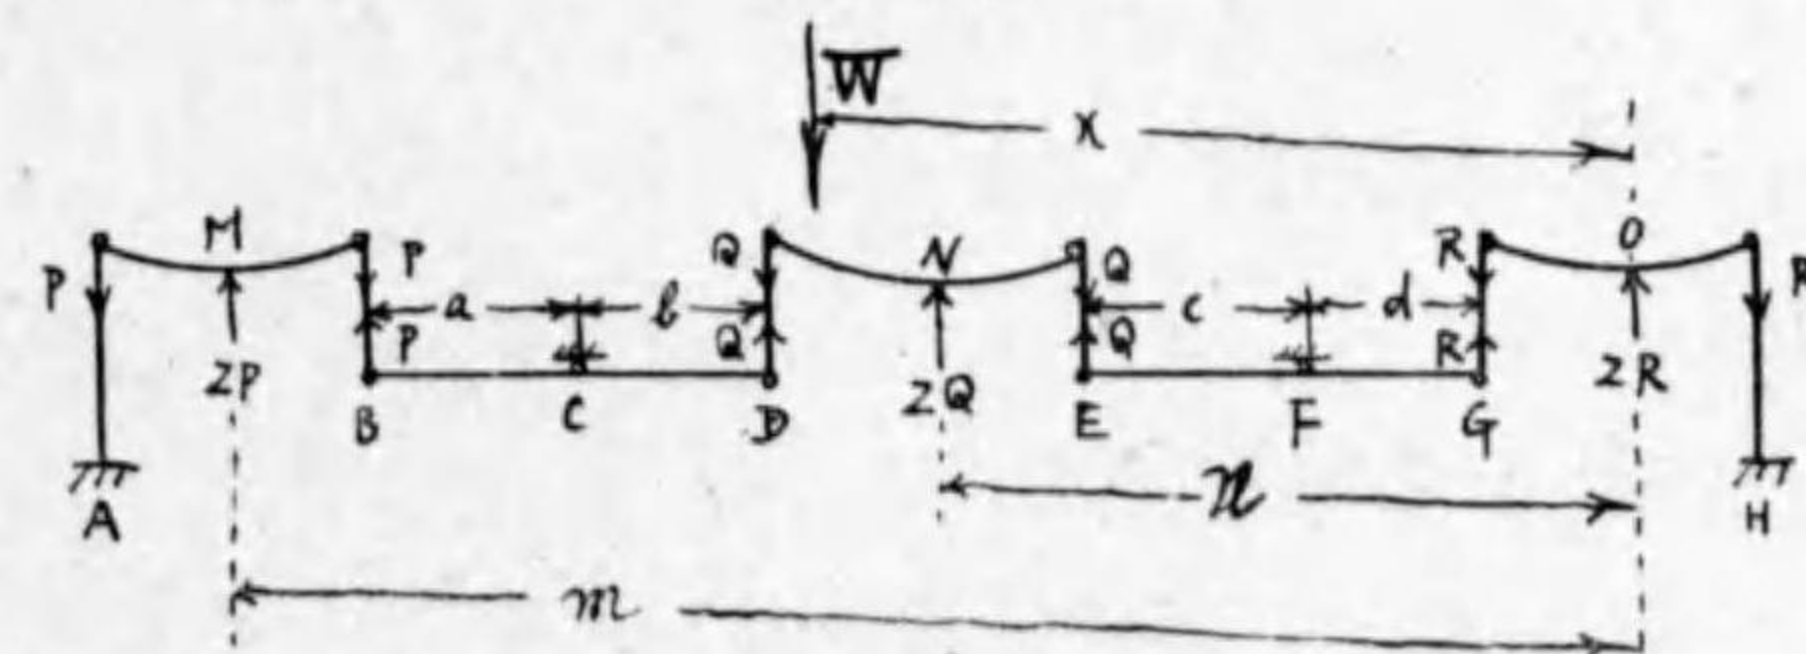 W
x
M N O
P P Q Q R R
a b c d
P Q Q R
2P 2Q 2R
B C D E F G
n
A H
m